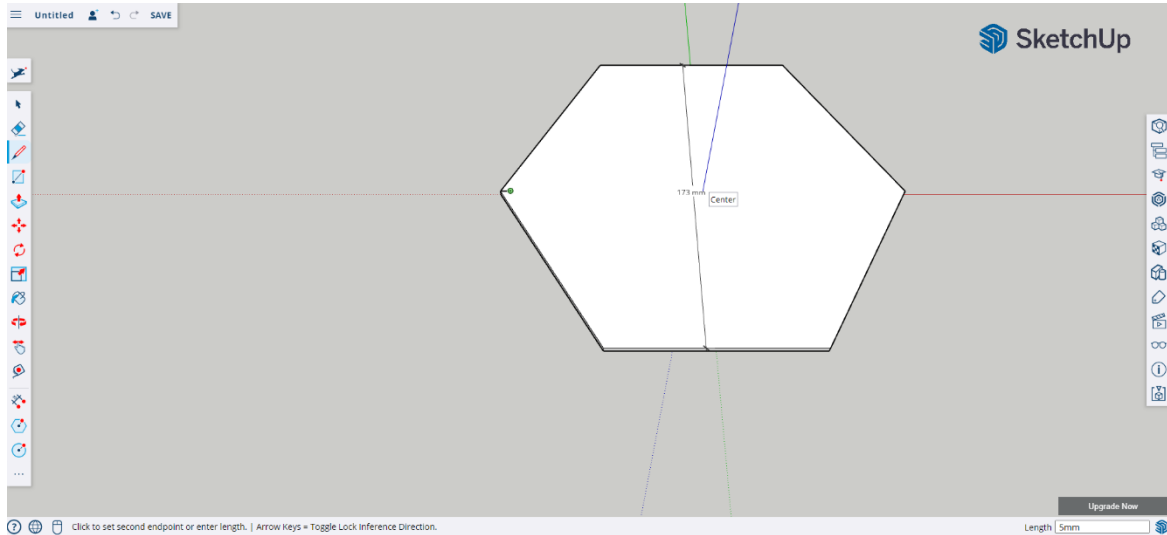 Untitled SAVE
SketchUp
173 mm
Center
Upgrade Now
Click to set second endpoint or enter length. | Arrow Keys = Toggle Lock Inference Direction.
Length 5mm